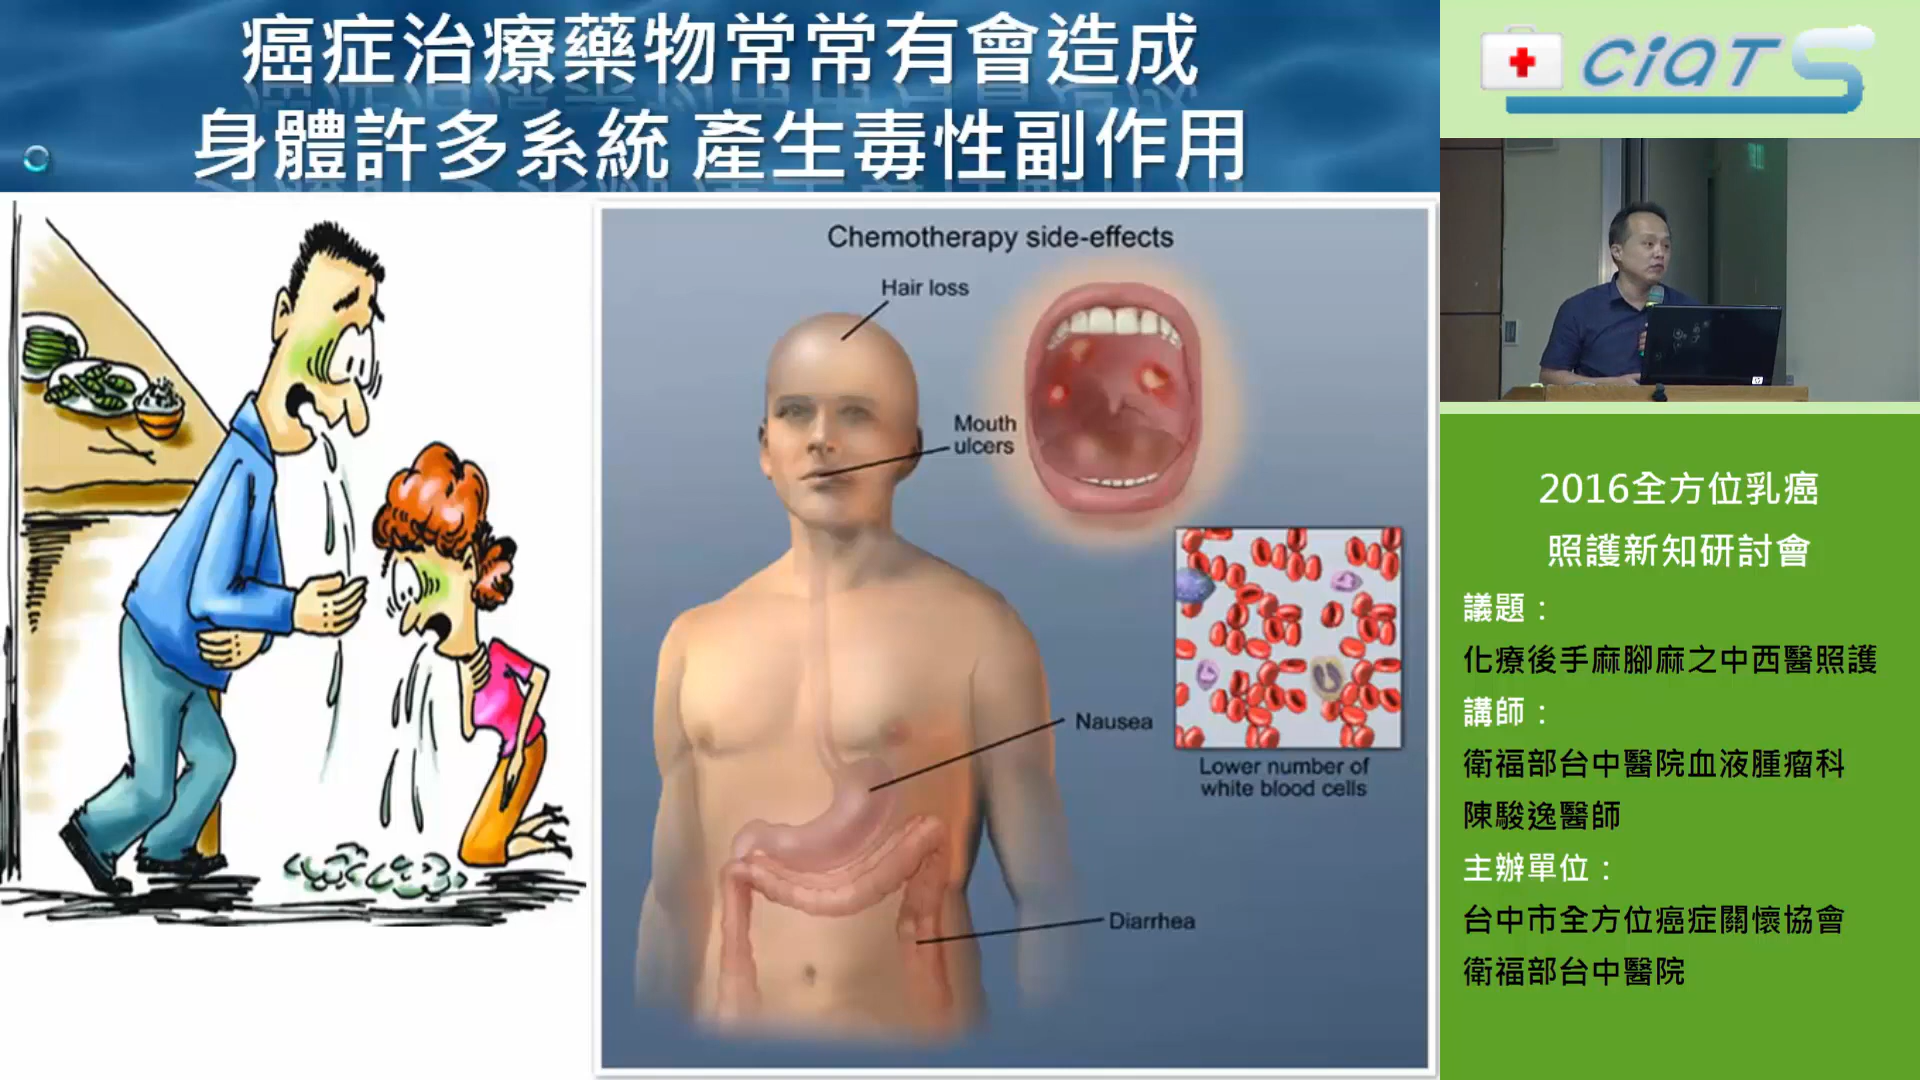 癌症治療藥物常常有會造成
身體許多系統 產生毒性副作用
Chemotherapy side-effects
Hair loss
Mouth
ulcers
Nausea
Lower number of
white blood cells
Diarrhea
CiQTS
2016全方位乳癌
照護新知研討會
議題：
化療後手麻腳麻之中西醫照護
講師：
衛福部台中醫院血液腫瘤科
陳駿逸醫師
主辦單位：
台中市全方位癌症關懷協會
衛福部台中醫院